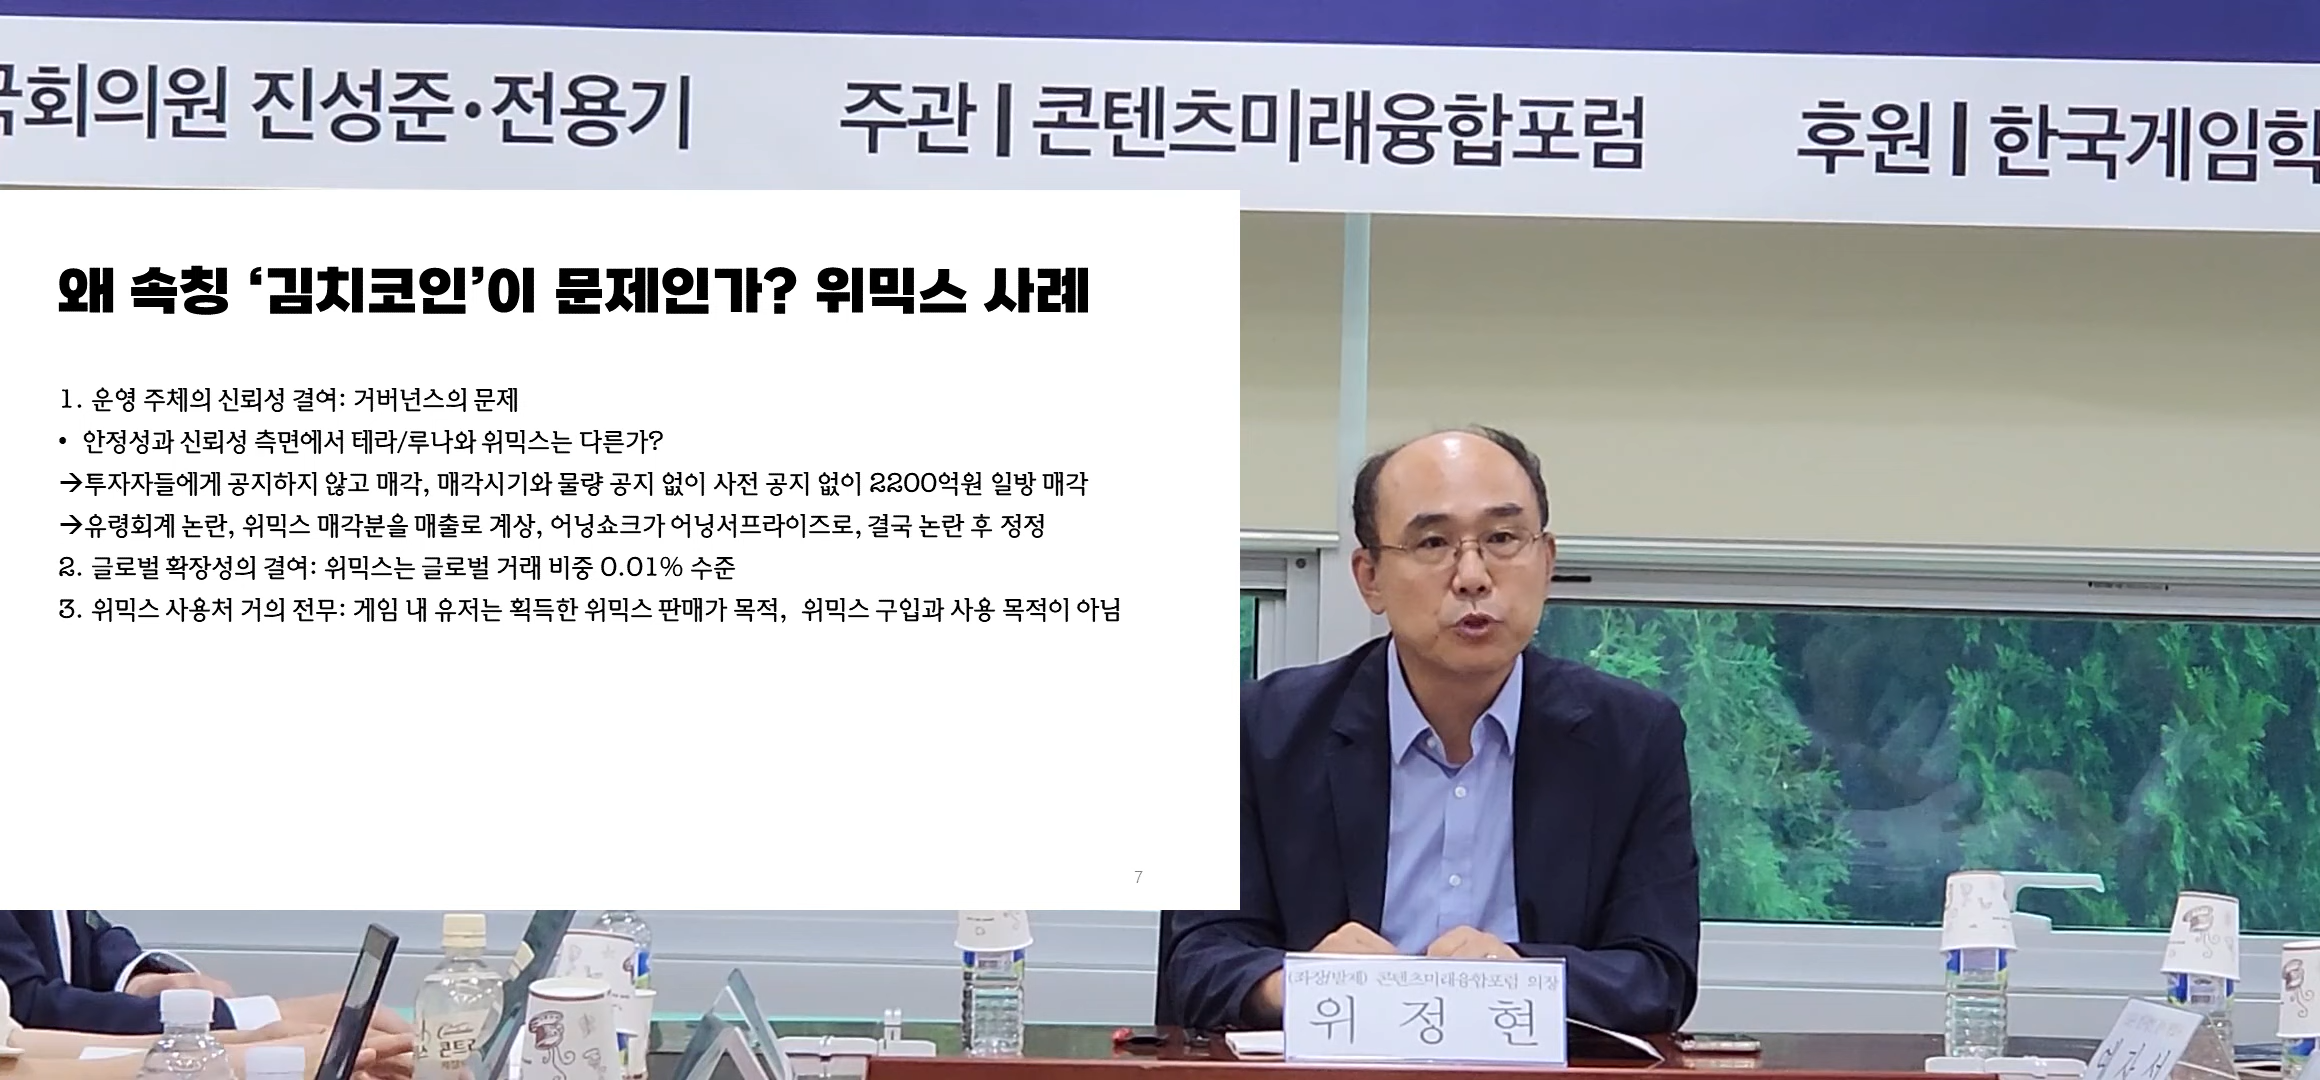 국회의원 진성준·전용기 주관 | 콘텐츠미래융합포럼 후원 | 한국게임학
왜 속칭 ‘김치코인’이 문제인가? 위믹스 사례
1. 운영 주체의 신뢰성 결여: 거버넌스의 문제
• 안정성과 신뢰성 측면에서 테라/루나와 위믹스는 다른가?
→투자자들에게 공지하지 않고 매각, 매각시기와 물량 공지 없이 사전 공지 없이 2200억원 일방 매각
→유령회계 논란, 위믹스 매각분을 매출로 계상, 어닝쇼크가 어닝서프라이즈로, 결국 논란 후 정정
2. 글로벌 확장성의 결여: 위믹스는 글로벌 거래 비중 0.01% 수준
3. 위믹스 사용처 거의 전무: 게임 내 유저는 획득한 위믹스 판매가 목적, 위믹스 구입과 사용 목적이 아님
7
(좌장/발제) 콘텐츠미래융합포럼 의장
위 정 현